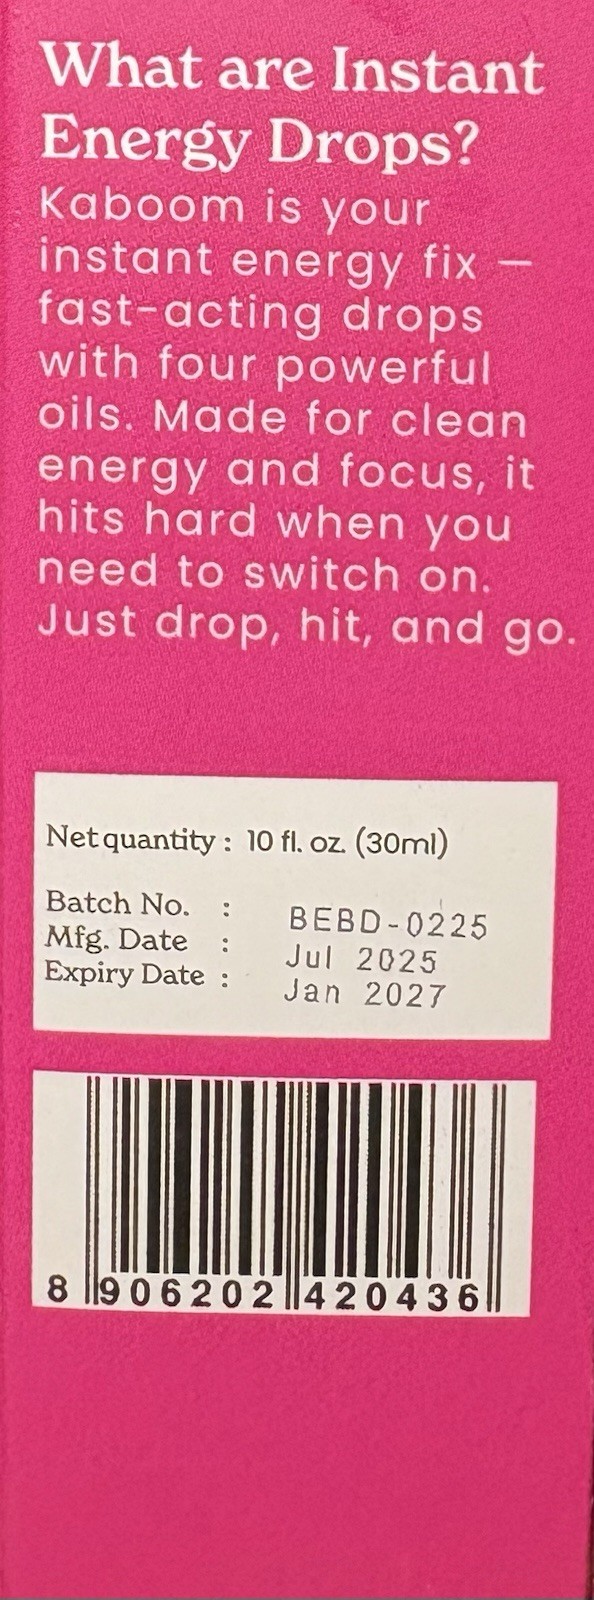 What are Instant
Energy Drops?
Kaboom is your
instant energy fix –
fast-acting drops
with four powerful
oils. Made for clean
energy and focus, it
hits hard when you
need to switch on.
Just drop, hit, and go.
Net quantity : 10 fl. oz. (30ml)
Batch No. : BEBD-0225
Mfg. Date : Jul 2025
Expiry Date : Jan 2027
8 906202 420436